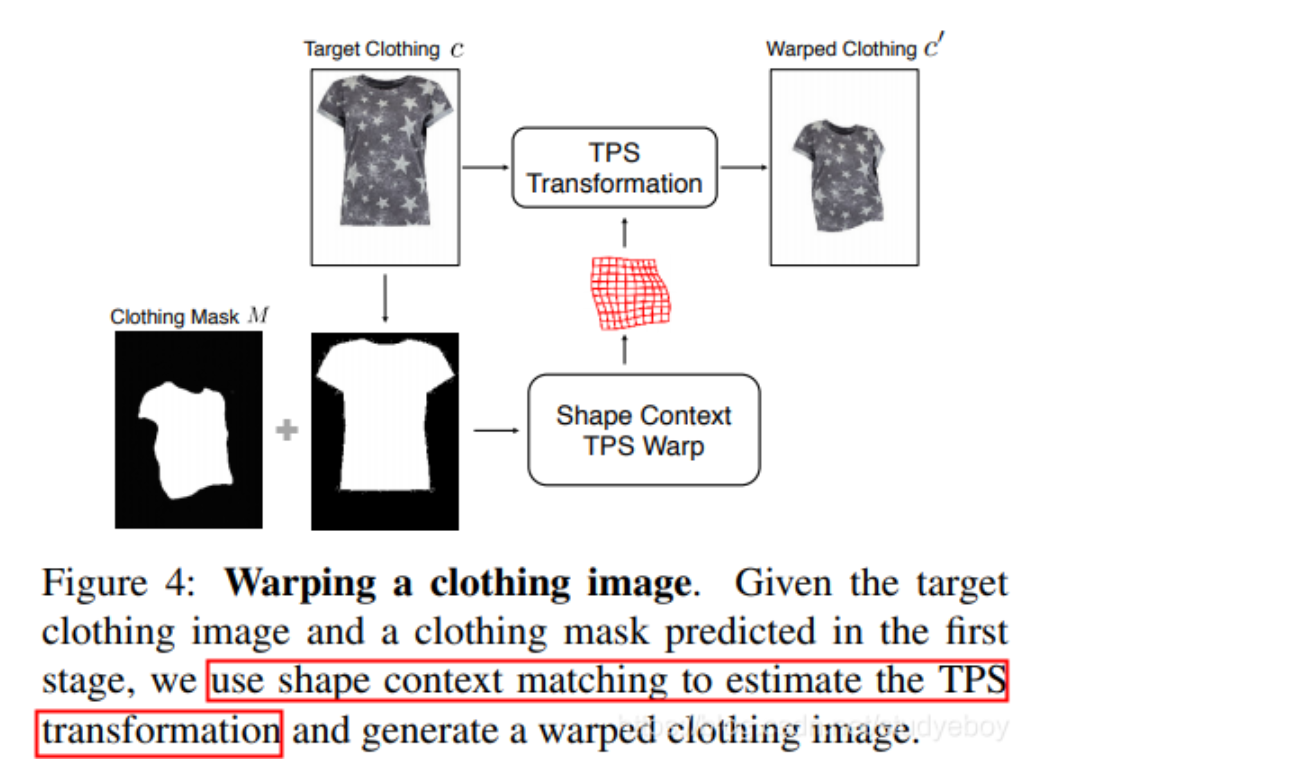 Target Clothing c
Warped Clothing c′
TPS
Transformation
Clothing Mask M
Shape Context
TPS Warp
Figure 4: Warping a clothing image. Given the target
clothing image and a clothing mask predicted in the first
stage, we use shape context matching to estimate the TPS
transformation and generate a warped clothing image.